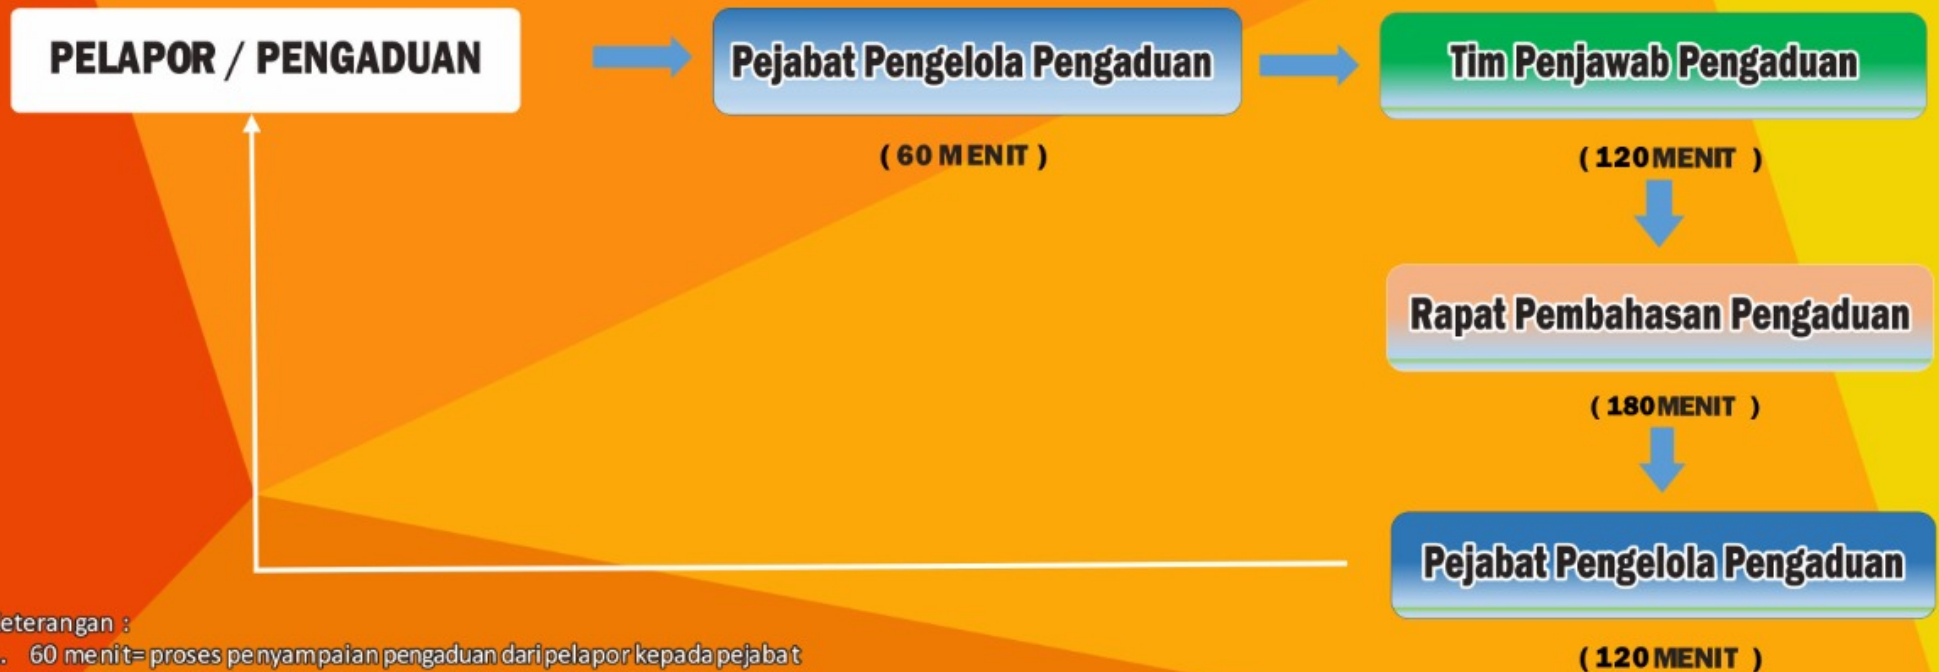 PELAPOR / PENGADUAN
Pejabat Pengelola Pengaduan
Tim Penjawab Pengaduan
( 60 MENIT )
( 120 MENIT )
Rapat Pembahasan Pengaduan
( 180 MENIT )
Pejabat Pengelola Pengaduan
( 120 MENIT )
eterangan :
. 60 menit= proses penyampaian pengaduan dari pelapor kepada pejabat